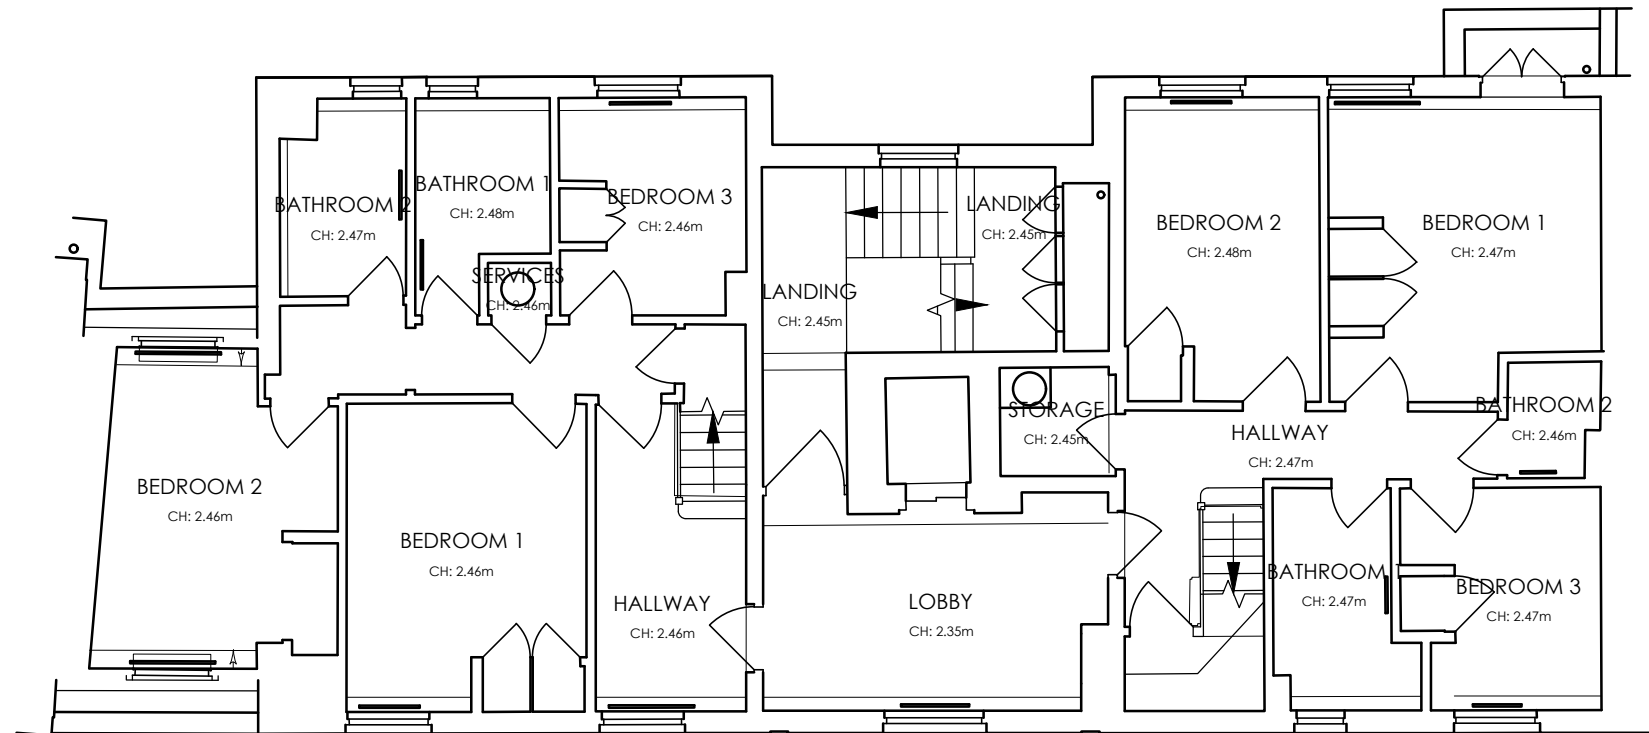 BATHROOM 2
CH: 2.47m
BATHROOM 1
CH: 2.48m
BEDROOM 3
CH: 2.46m
SERVICES
CH: 2.46m
LANDING
CH: 2.45m
LANDING
CH: 2.45m
BEDROOM 2
CH: 2.48m
BEDROOM 1
CH: 2.47m
STORAGE
CH: 2.45m
HALLWAY
CH: 2.47m
BATHROOM 2
CH: 2.46m
BEDROOM 2
CH: 2.46m
BEDROOM 1
CH: 2.46m
HALLWAY
CH: 2.46m
LOBBY
CH: 2.35m
BATHROOM 1
CH: 2.47m
BEDROOM 3
CH: 2.47m